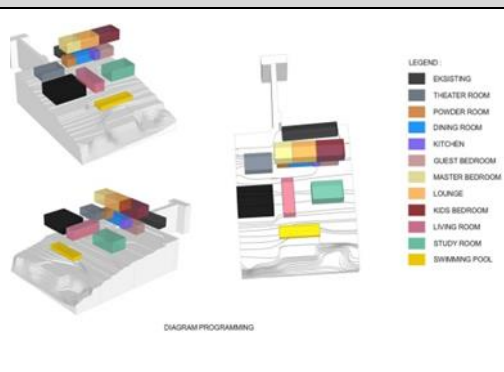 LEGEND :
EKSISTING
THEATER ROOM
POWDER ROOM
DINING ROOM
KITCHEN
GUEST BEDROOM
MASTER BEDROOM
LOUNGE
KIDS BEDROOM
LIVING ROOM
STUDY ROOM
SWIMMING POOL
DIAGRAM PROGRAMMING